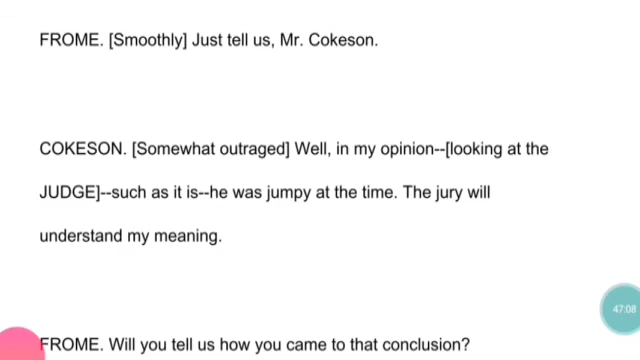 FROME. [Smoothly] Just tell us, Mr. Cokeson.
COKESON. [Somewhat outraged] Well, in my opinion--[looking at the
JUDGE]--such as it is--he was jumpy at the time. The jury will
understand my meaning.
47:08
FROME. Will you tell us how you came to that conclusion?